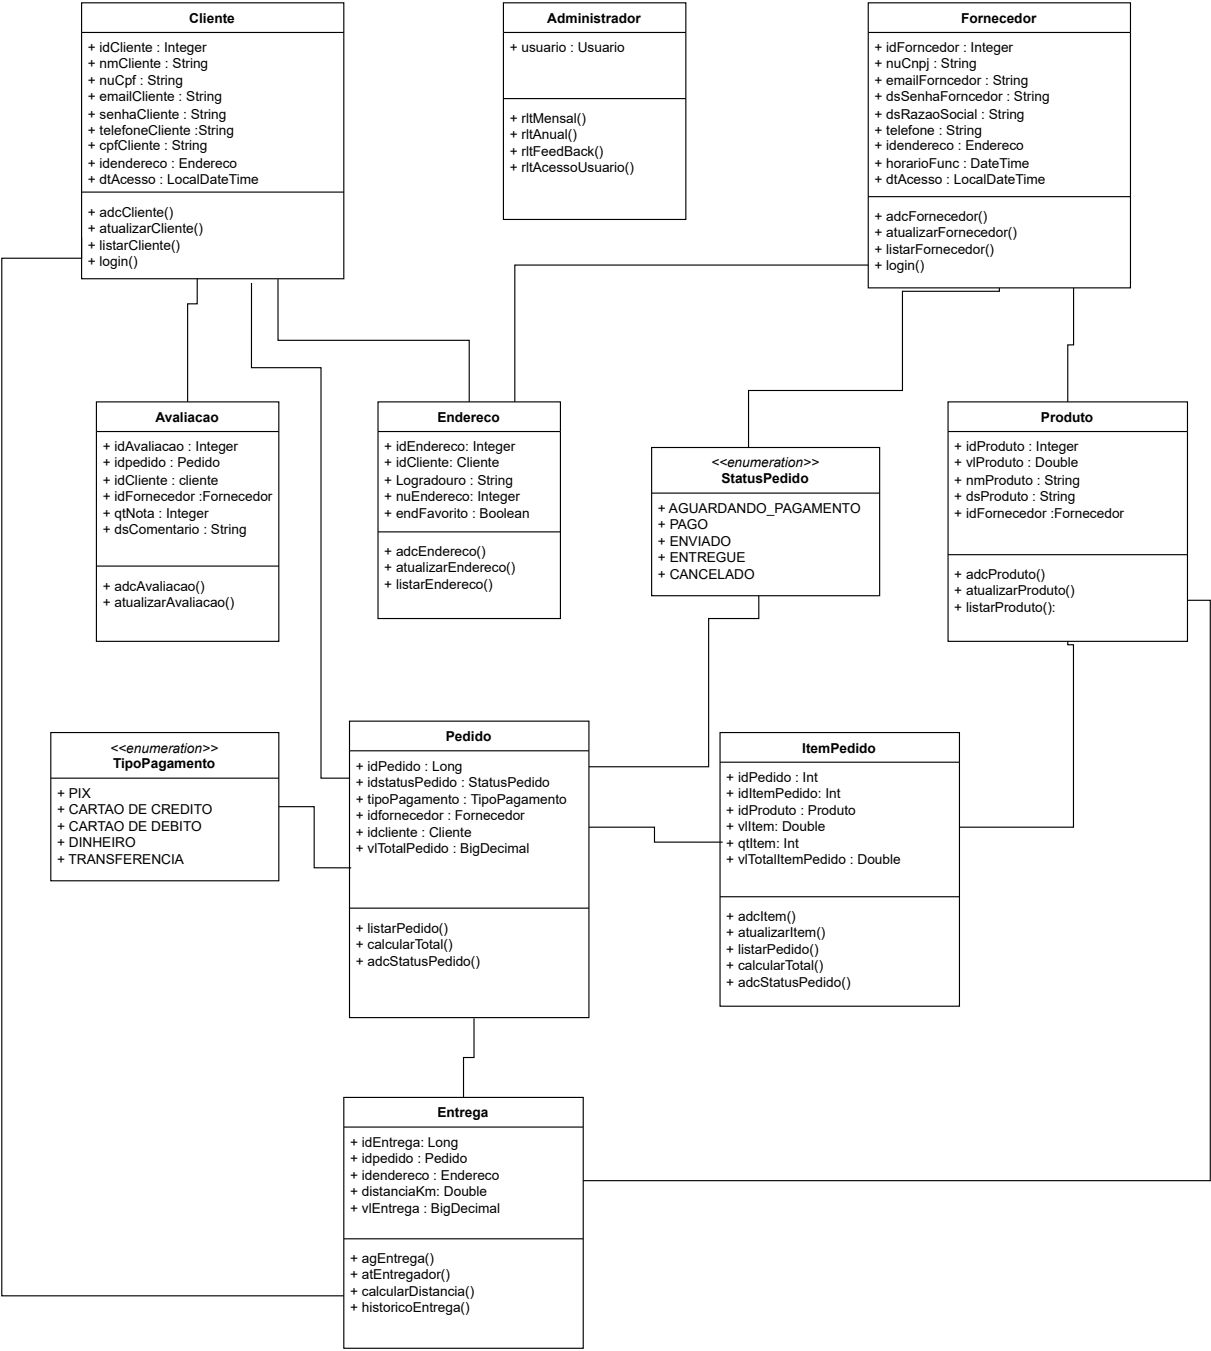 Cliente
+ idCliente : Integer
+ nmCliente : String
+ nuCpf : String
+ emailCliente : String
+ senhaCliente : String
+ telefoneCliente :String
+ cpfCliente : String
+ idendereco : Endereco
+ dtAcesso : LocalDateTime
+ adcCliente()
+ atualizarCliente()
+ listarCliente()
+ login()
Administrador
+ usuario : Usuario
+ rltMensal()
+ rltAnual()
+ rltFeedBack()
+ rltAcessoUsuario()
Fornecedor
+ idForncedor : Integer
+ nuCnpj : String
+ emailForncedor : String
+ dsSenhaForncedor : String
+ dsRazaoSocial : String
+ telefone : String
+ idendereco : Endereco
+ horarioFunc : DateTime
+ dtAcesso : LocalDateTime
+ adcFornecedor()
+ atualizarFornecedor()
+ listarFornecedor()
+ login()
Avaliacao
+ idAvaliacao : Integer
+ idpedido : Pedido
+ idCliente : cliente
+ idFornecedor :Fornecedor
+ qtNota : Integer
+ dsComentario : String
+ adcAvaliacao()
+ atualizarAvaliacao()
Endereco
+ idEndereco: Integer
+ idCliente: Cliente
+ Logradouro : String
+ nuEndereco: Integer
+ endFavorito : Boolean
+ adcEndereco()
+ atualizarEndereco()
+ listarEndereco()
<<enumeration>>
StatusPedido
+ AGUARDANDO_PAGAMENTO
+ PAGO
+ ENVIADO
+ ENTREGUE
+ CANCELADO
Produto
+ idProduto : Integer
+ vlProduto : Double
+ nmProduto : String
+ dsProduto : String
+ idFornecedor :Fornecedor
+ adcProduto()
+ atualizarProduto()
+ listarProduto():
<<enumeration>>
TipoPagamento
+ PIX
+ CARTAO DE CREDITO
+ CARTAO DE DEBITO
+ DINHEIRO
+ TRANSFERENCIA
Pedido
+ idPedido : Long
+ idstatusPedido : StatusPedido
+ tipoPagamento : TipoPagamento
+ idfornecedor : Fornecedor
+ idcliente : Cliente
+ vlTotalPedido : BigDecimal
+ listarPedido()
+ calcularTotal()
+ adcStatusPedido()
ItemPedido
+ idPedido : Int
+ idItemPedido: Int
+ idProduto : Produto
+ vlItem: Double
+ qtItem: Int
+ vlTotalItemPedido : Double
+ adcItem()
+ atualizarItem()
+ listarPedido()
+ calcularTotal()
+ adcStatusPedido()
Entrega
+ idEntrega: Long
+ idpedido : Pedido
+ idendereco : Endereco
+ distanciaKm: Double
+ vlEntrega : BigDecimal
+ agEntrega()
+ atEntregador()
+ calcularDistancia()
+ historicoEntrega()